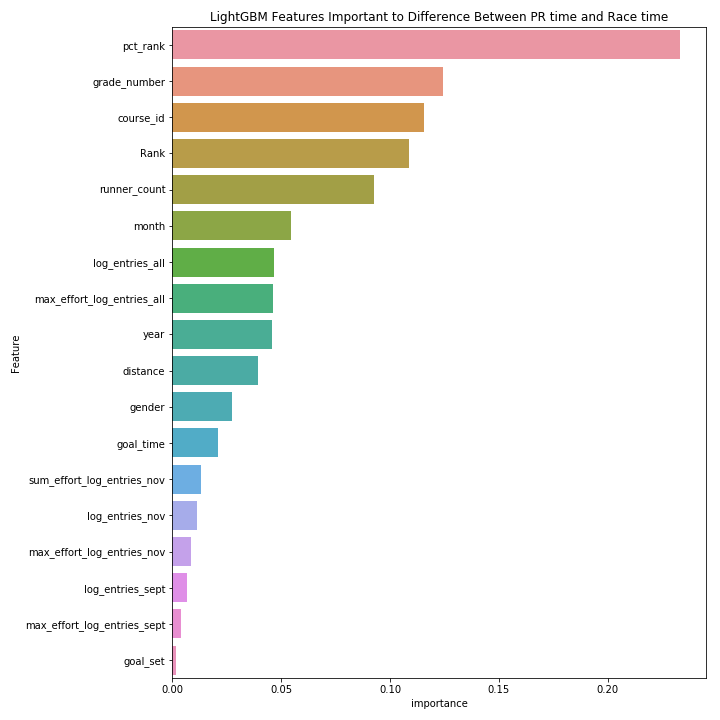 LightGBM Features Important to Difference Between PR time and Race time
Feature
pct_rank
grade_number
course_id
Rank
runner_count
month
log_entries_all
max_effort_log_entries_all
year
distance
gender
goal_time
sum_effort_log_entries_nov
log_entries_nov
max_effort_log_entries_nov
log_entries_sept
max_effort_log_entries_sept
goal_set
0.00 0.05 0.10 0.15 0.20
importance